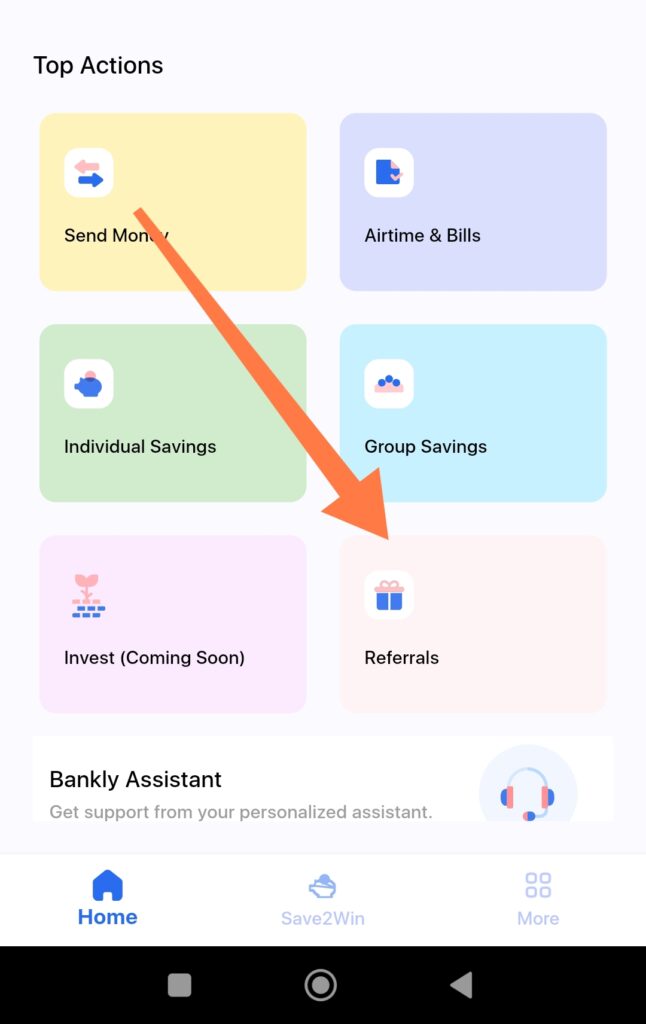 Top Actions
Send Money
Airtime & Bills
Individual Savings
Group Savings
Invest (Coming Soon)
Referrals
Bankly Assistant
Get support from your personalized assistant.
Home
Save2Win
More